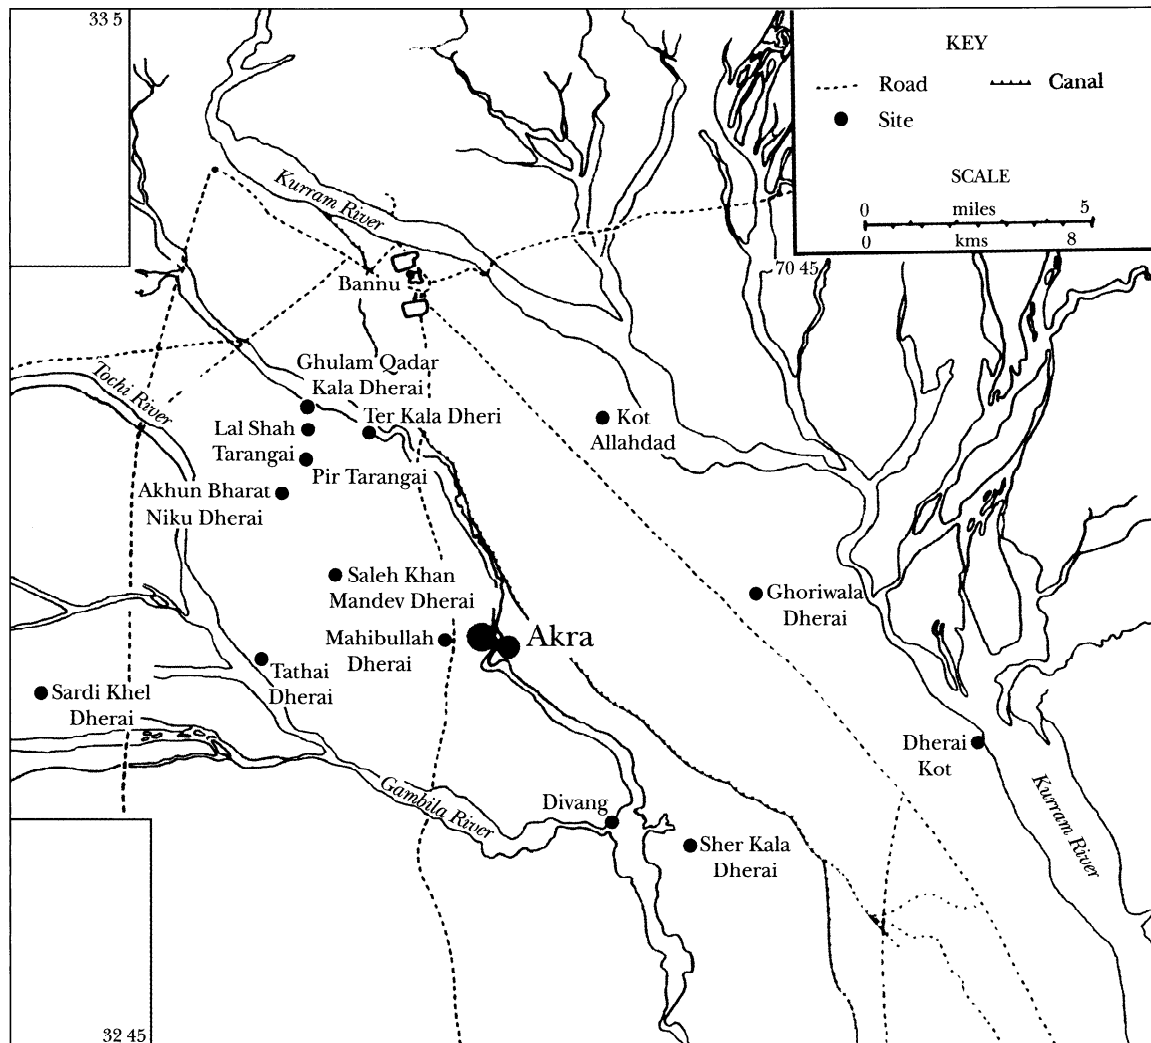 33 5
KEY
Road
Canal
Site
SCALE
0 miles 5
0 kms 8
70 45
Kurram River
Bannu
Tochi River
Ghulam Qadar
Kala Dherai
Ter Kala Dheri
Lal Shah
Tarangai
Pir Tarangai
Kot
Allahdad
Akhun Bharat
Niku Dherai
Saleh Khan
Mandev Dherai
Ghoriwala
Dherai
Mahibullah
Dherai
Akra
Tathai
Dherai
Sardi Khel
Dherai
Dherai
Kot
Gambila River
Kurram River
Divang
Sher Kala
Dherai
32 45